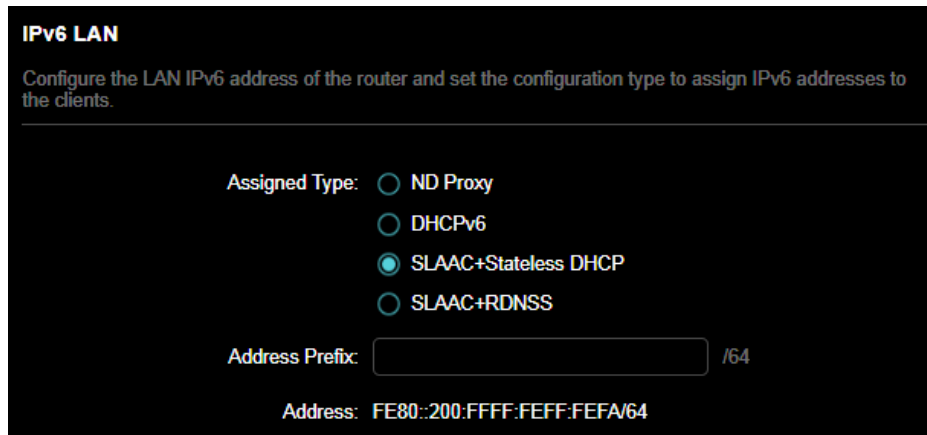 IPv6 LAN
Configure the LAN IPv6 address of the router and set the configuration type to assign IPv6 addresses to
the clients.
Assigned Type: ND Proxy
DHCPv6
SLAAC+Stateless DHCP
SLAAC+RDNSS
Address Prefix: /64
Address: FE80::200:FFFF:FEFF:FEFA/64